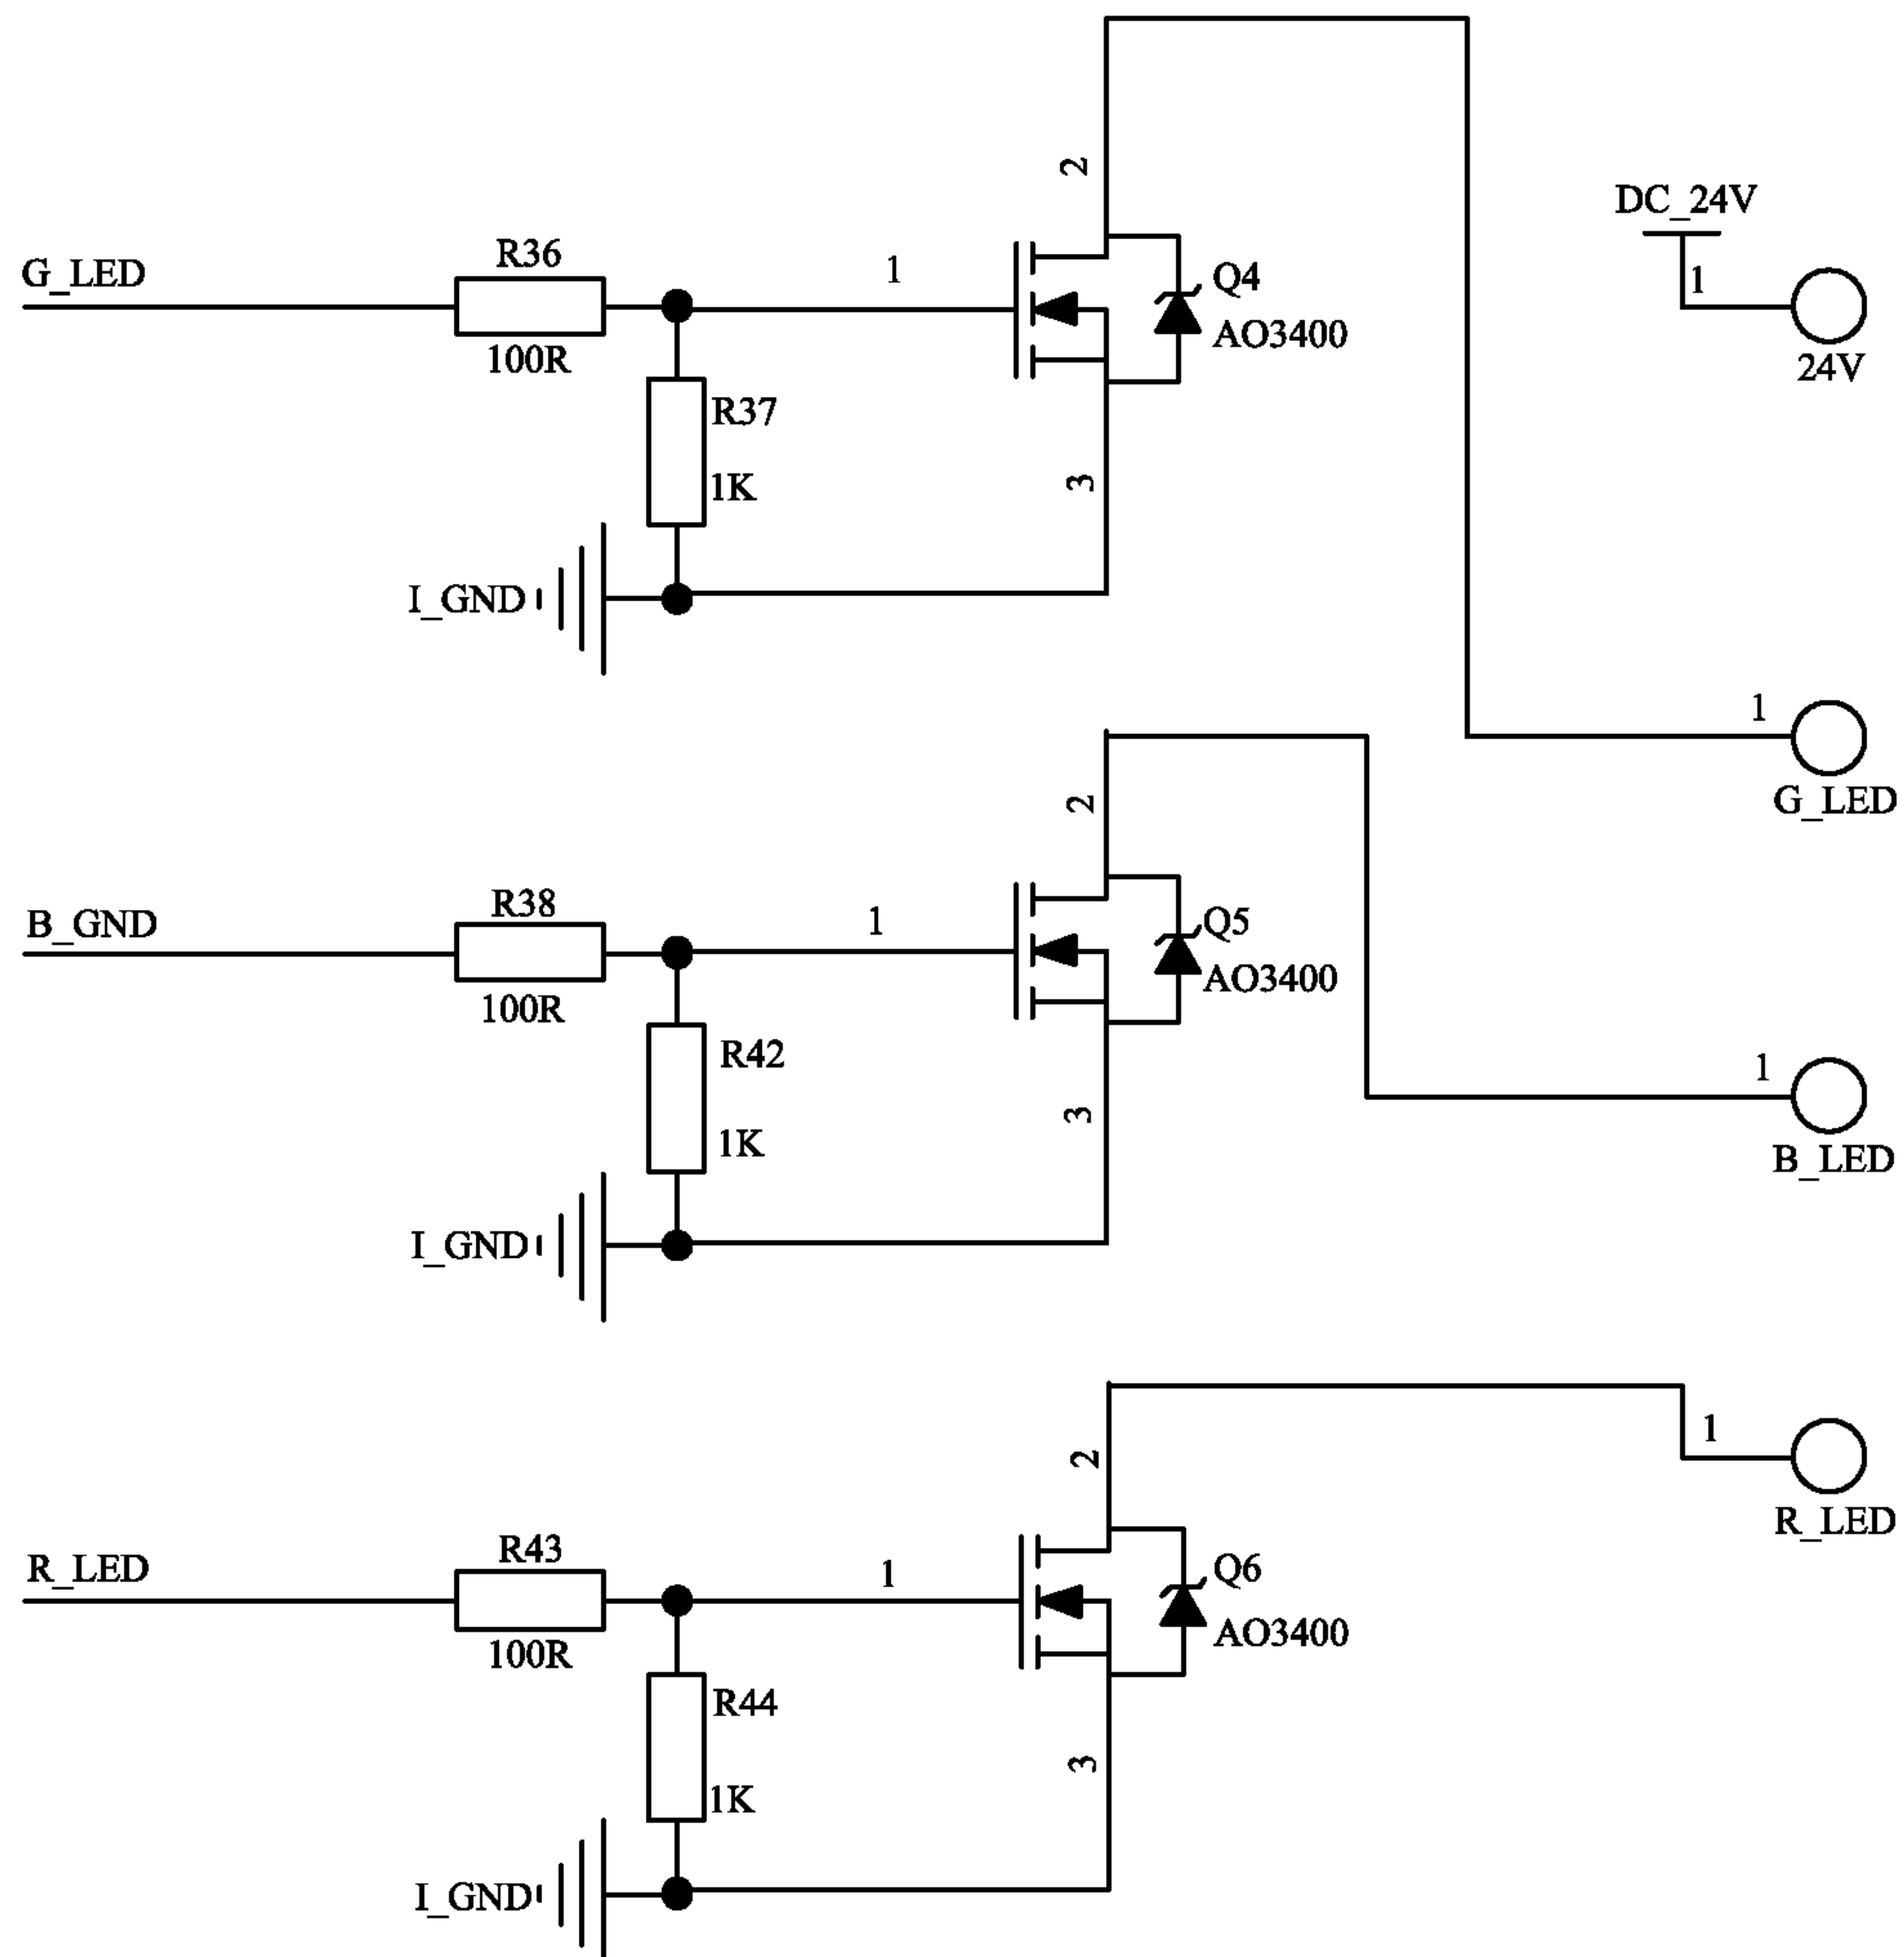 2
DC_24V
G_LED
R36
1
Q4
1
100R
AO3400
24V
R37
1K
3
I_GND
1
G_LED
2
B_GND
R38
1
Q5
100R
AO3400
R42
1
1K
3
B_LED
I_GND
2
1
R_LED
R_LED
R43
1
Q6
100R
AO3400
R44
1K
3
I_GND